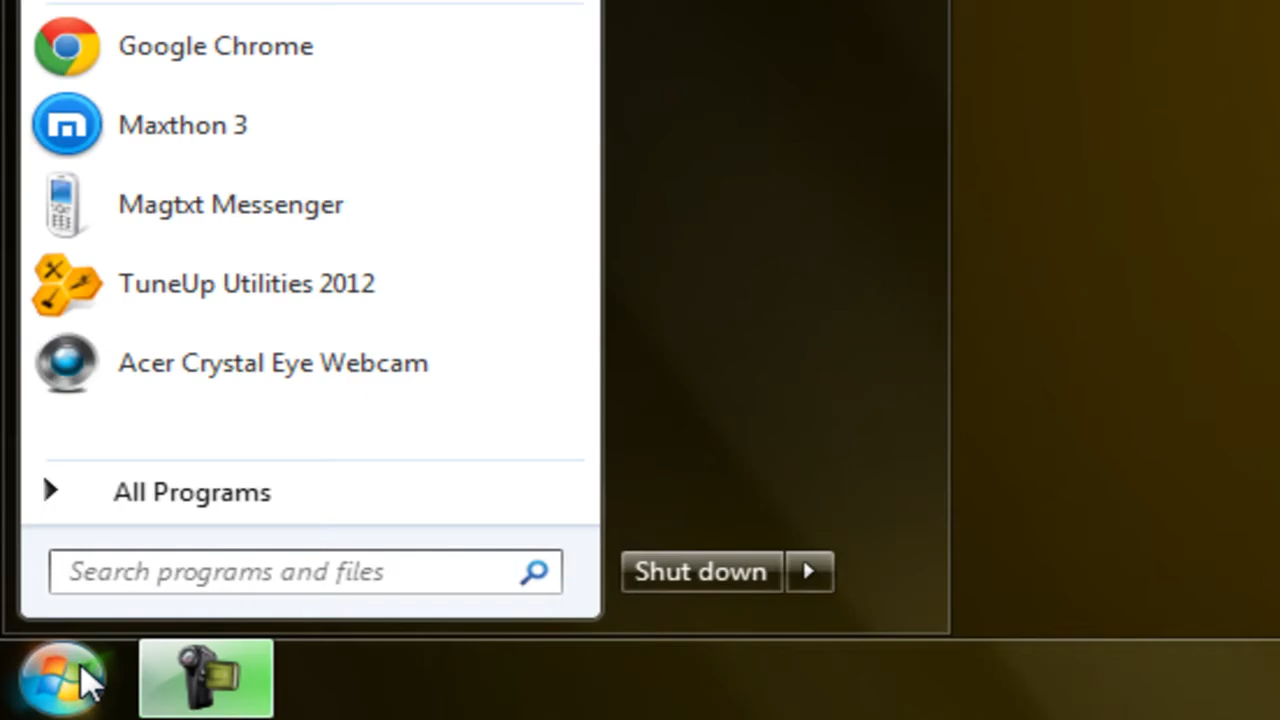 Google Chrome
Maxthon 3
Magtxt Messenger
TuneUp Utilities 2012
Acer Crystal Eye Webcam
All Programs
Search programs and files
Shut down